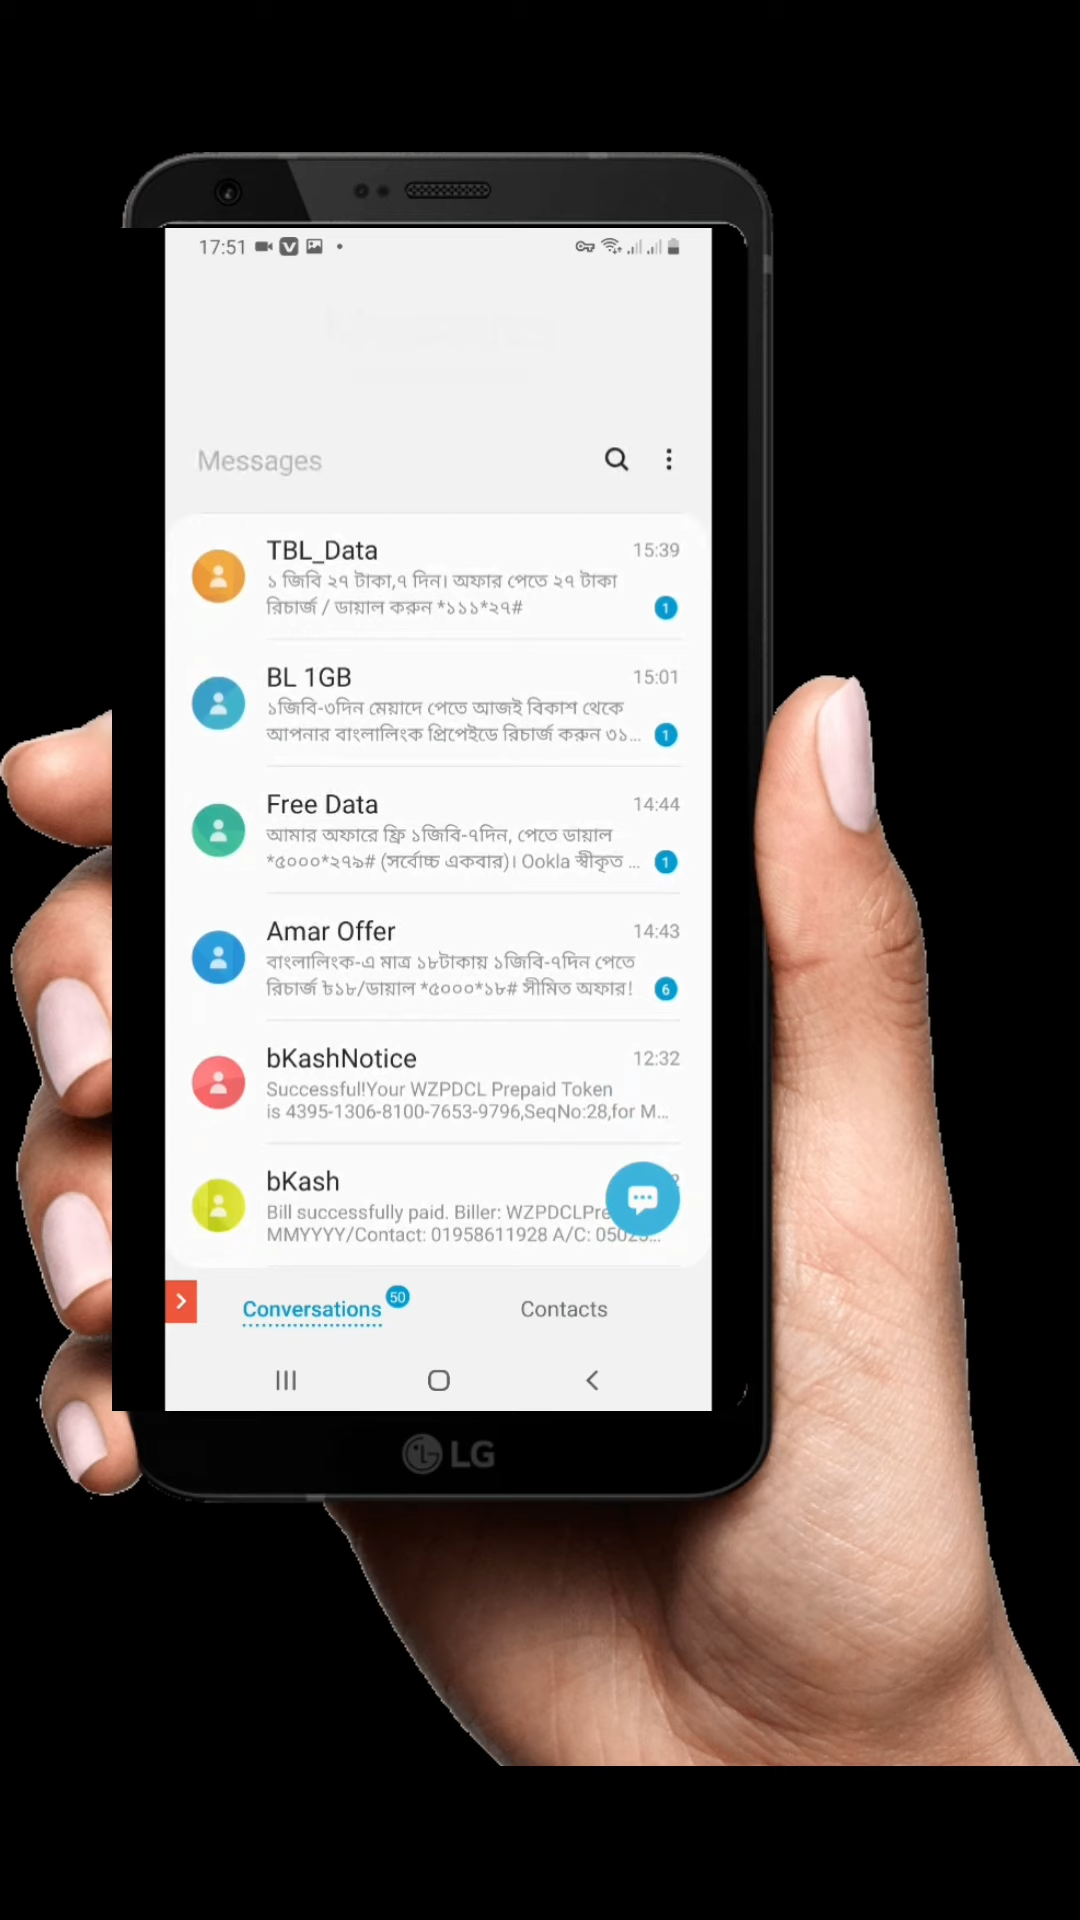 17:51
Messages
TBL_Data 15:39
১ জিবি ২৭ টাকা,৭ দিন। অফার পেতে ২৭ টাকা
রিচার্জ / ডায়াল করুন *১১১*২৭#
1
BL 1GB 15:01
১জিবি-৩দিন মেয়াদে পেতে আজই বিকাশ থেকে
আপনার বাংলালিংক প্রিপেইডে রিচার্জ করুন ৩১...
1
Free Data 14:44
আমার অফারে ফ্রি ১জিবি-৭দিন, পেতে ডায়াল
*৫০০০*২৭৯# (সর্বোচ্চ একবার)। Ookla স্বীকৃত ...
1
Amar Offer 14:43
বাংলালিংক-এ মাত্র ১৮টাকায় ১জিবি-৭দিন পেতে
রিচার্জ ৳১৮/ডায়াল *৫০০০*১৮# সীমিত অফার!
6
bKashNotice 12:32
Successful!Your WZPDCL Prepaid Token
is 4395-1306-8100-7653-9796,SeqNo:28,for M...
bKash
Bill successfully paid. Biller: WZPDCLPre
MMYYYY/Contact: 01958611928 A/C: 05023...
Conversations 50 Contacts
LG